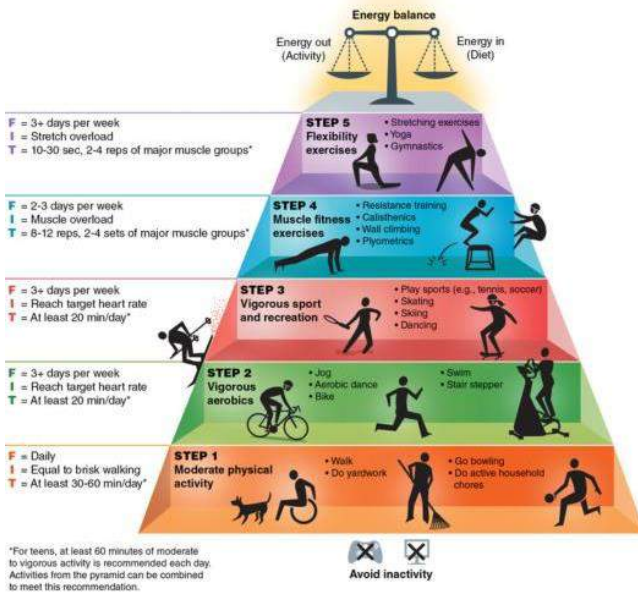 Energy balance
Energy out
(Activity)
Energy in
(Diet)
F = 3+ days per week
I = Stretch overload
T = 10-30 sec, 2-4 reps of major muscle groups*
STEP 5
Flexibility
exercises
• Stretching exercises
• Yoga
• Gymnastics
F = 2-3 days per week
I = Muscle overload
T = 8-12 reps, 2-4 sets of major muscle groups*
STEP 4
Muscle fitness
exercises
• Resistance training
• Calisthenics
• Wall climbing
• Plyometrics
F = 3+ days per week
I = Reach target heart rate
T = At least 20 min/day*
STEP 3
Vigorous sport
and recreation
• Play sports (e.g., tennis, soccer)
• Skating
• Skiing
• Dancing
F = 3+ days per week
I = Reach target heart rate
T = At least 20 min/day*
STEP 2
Vigorous
aerobics
• Jog
• Aerobic dance
• Bike
• Swim
• Stair stepper
F = Daily
I = Equal to brisk walking
T = At least 30-60 min/day*
STEP 1
Moderate physical
activity
• Walk
• Do yardwork
• Go bowling
• Do active household
chores
*For teens, at least 60 minutes of moderate
to vigorous activity is recommended each day.
Activities from the pyramid can be combined
to meet this recommendation.
Avoid inactivity